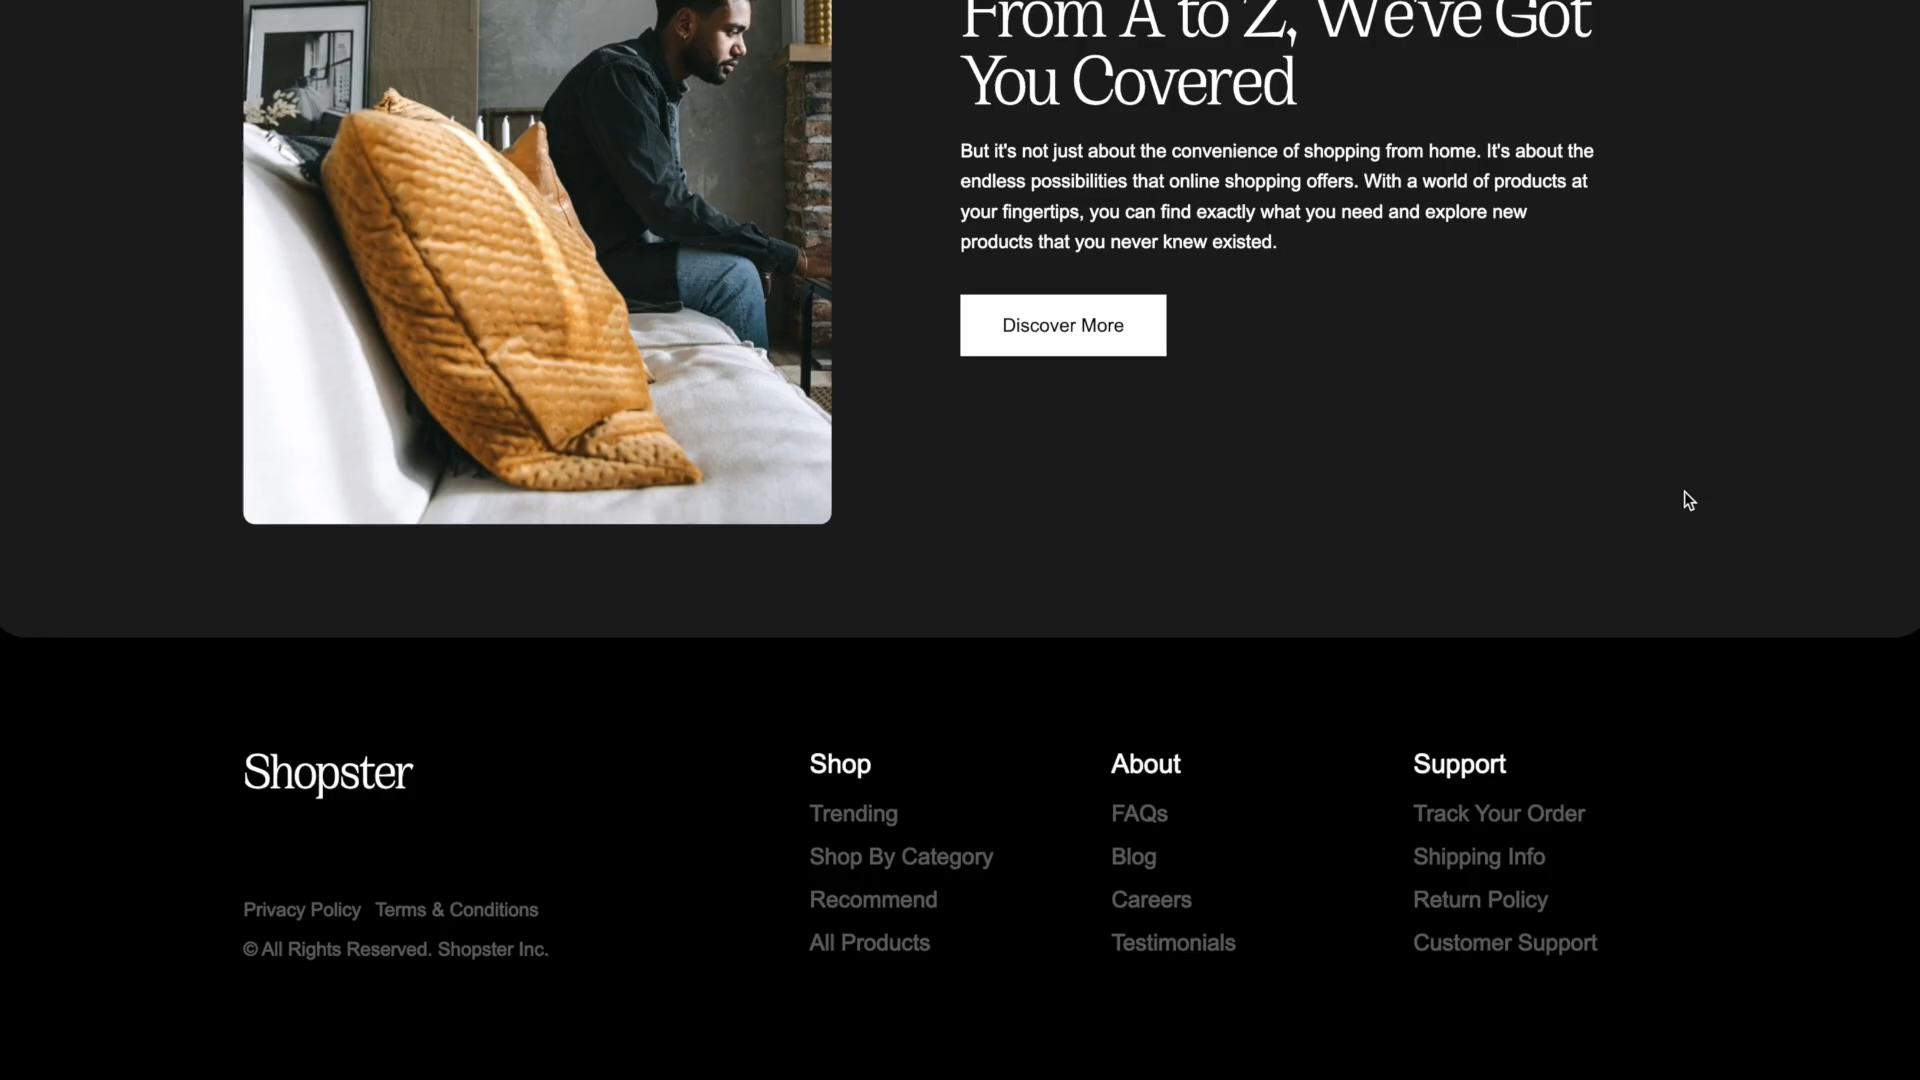 From A to Z, We've Got
You Covered
But it's not just about the convenience of shopping from home. It's about the
endless possibilities that online shopping offers. With a world of products at
your fingertips, you can find exactly what you need and explore new
products that you never knew existed.
Discover More
Shopster
Privacy Policy Terms & Conditions
© All Rights Reserved. Shopster Inc.
Shop
Trending
Shop By Category
Recommend
All Products
About
FAQs
Blog
Careers
Testimonials
Support
Track Your Order
Shipping Info
Return Policy
Customer Support